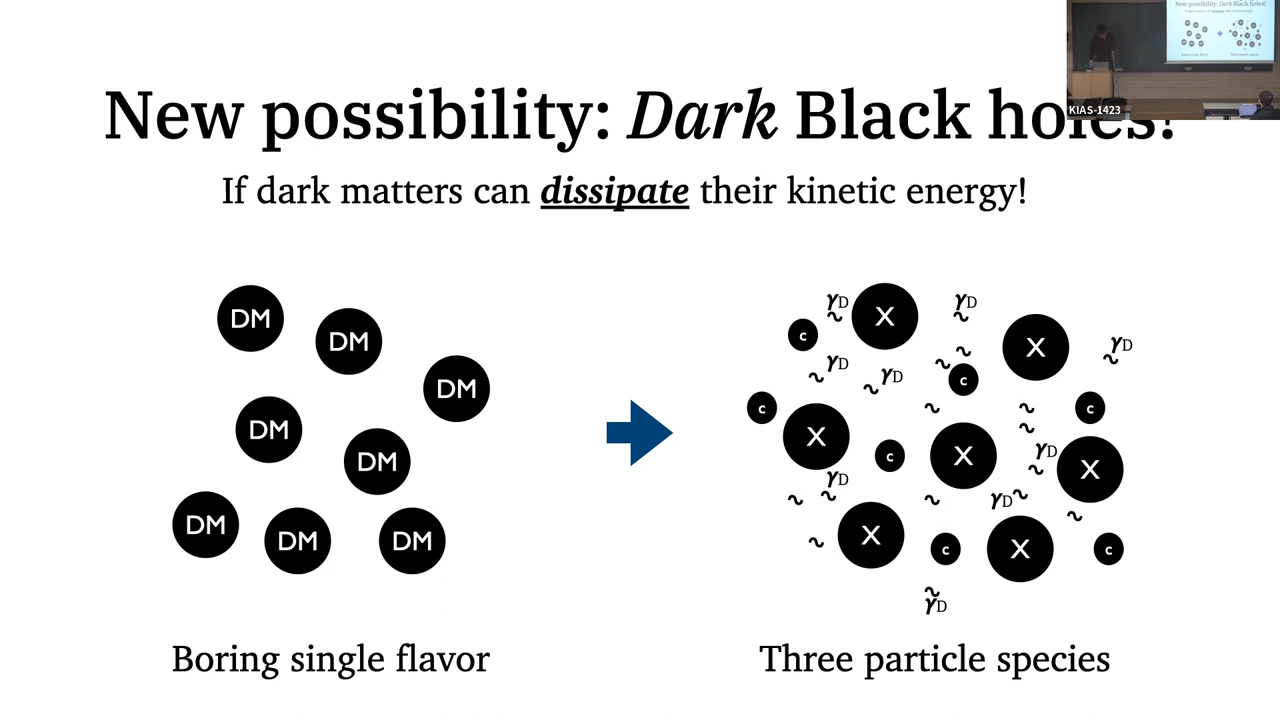 New possibility: Dark Black holes!
If dark matters can dissipate their kinetic energy!
KIAS-1423
DM
DM
DM
DM
DM
DM
DM
DM
γD
X
γD
c
X
γD
γD
γD
c
c
c
X
c
X
γD
X
γD
γD
X
c
X
c
γD
Boring single flavor
Three particle species